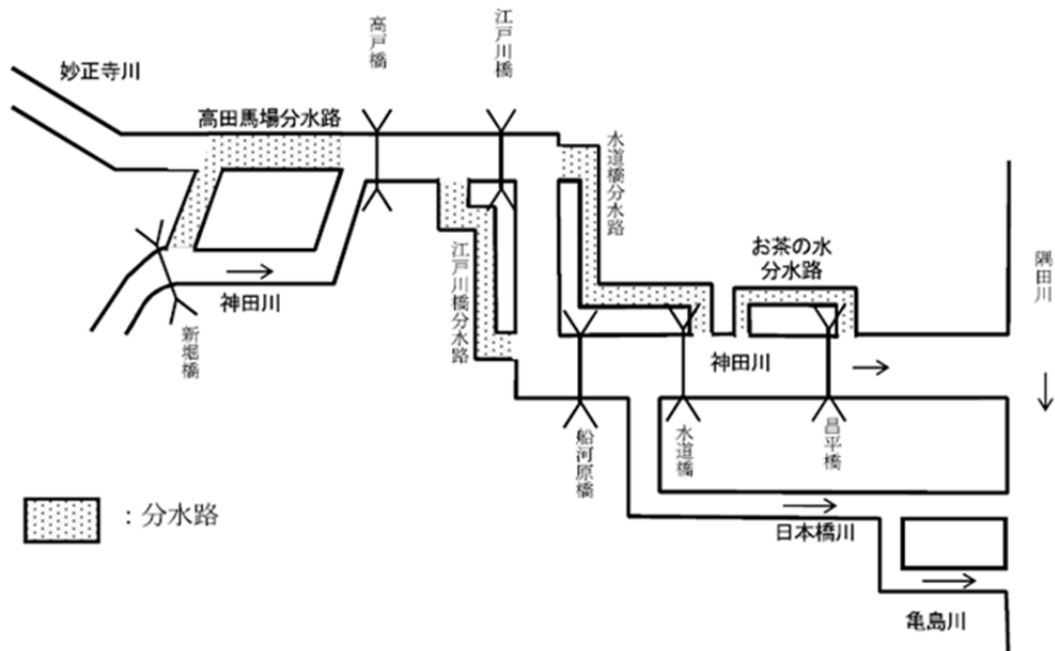 妙正寺川
高田馬場分水路
高戸橋
江戸川橋
水道橋分水路
お茶の水
分水路
隅田川
神田川
新堀橋
江戸川橋分水路
神田川
船河原橋
水道橋
昌平橋
日本橋川
亀島川
：分水路